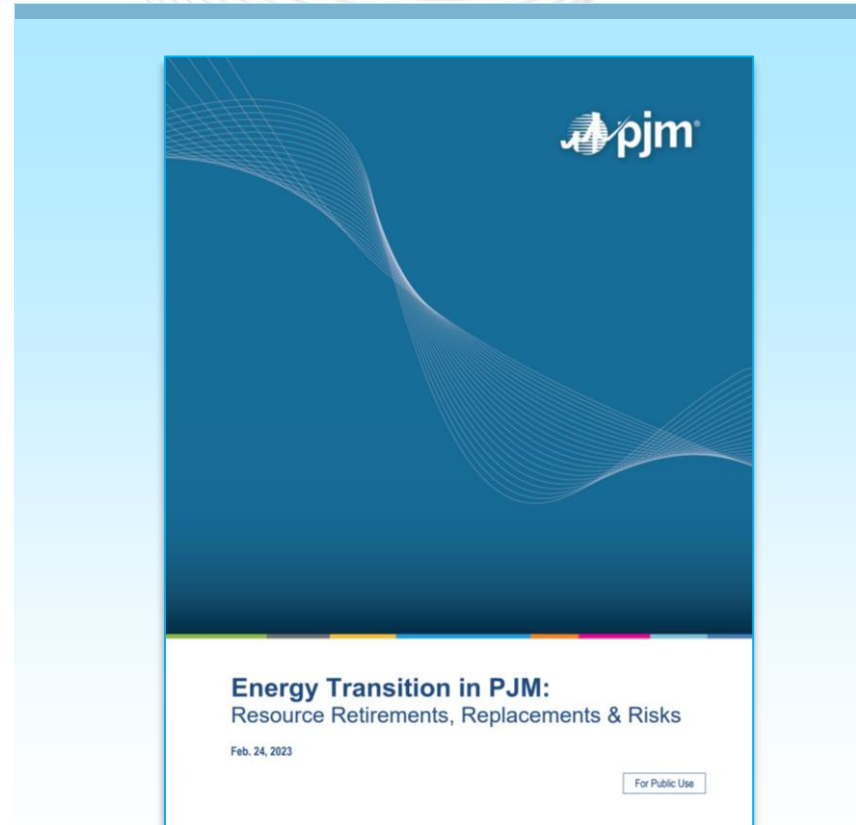 pjm
Energy Transition in PJM:
Resource Retirements, Replacements & Risks
Feb. 24, 2023
For Public Use